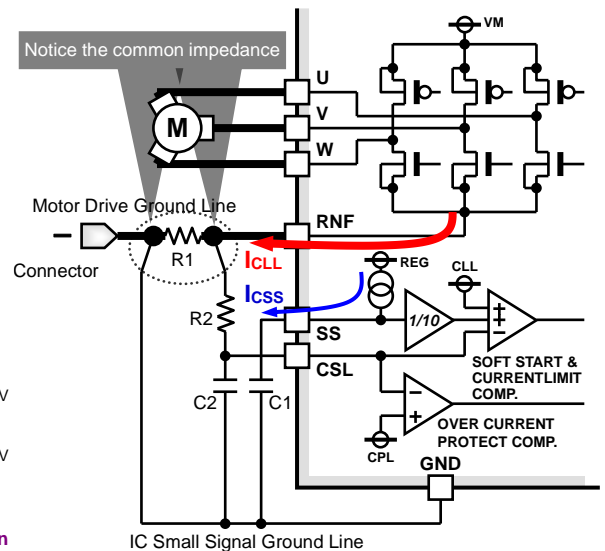 Notice the common impedance
VM
U
V
W
M
Motor Drive Ground Line
RNF
–
Connector
R1
ICLL
REG
CLL
ICSS
R2
SS
1/10
CSL
SOFT START &
CURRENTLIMIT
COMP.
C2
C1
V
OVER CURRENT
PROTECT COMP.
CPL
GND
V
n
IC Small Signal Ground Line